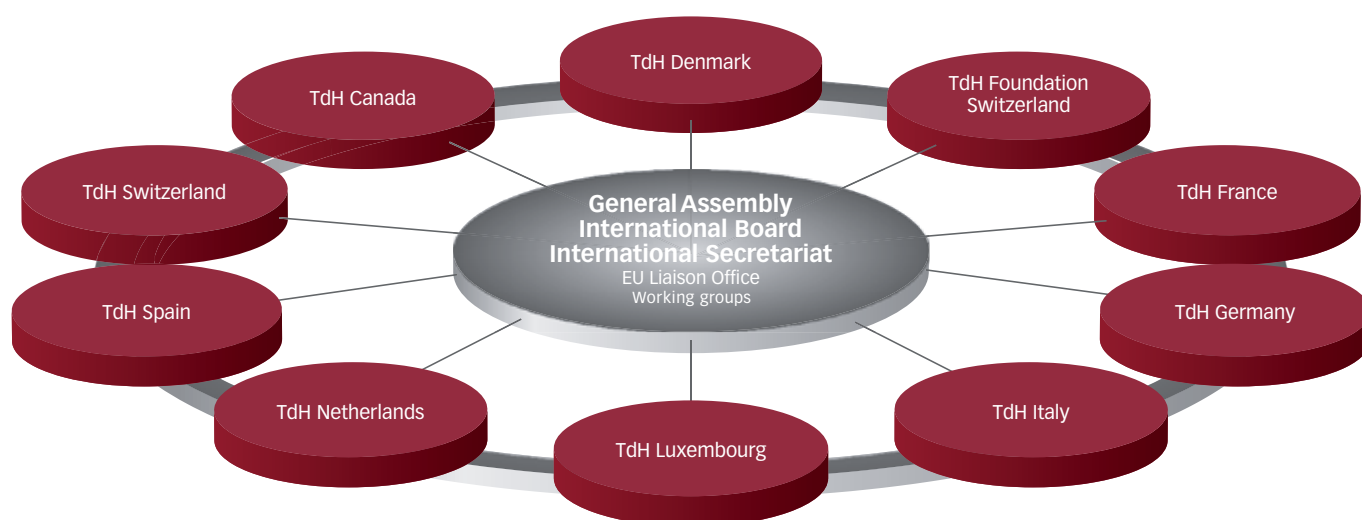 TdH Denmark
TdH Canada
TdH Foundation
Switzerland
TdH Switzerland
TdH France
General Assembly
International Board
International Secretariat
EU Liaison Office
Working groups
TdH Spain
TdH Germany
TdH Netherlands
TdH Italy
TdH Luxembourg